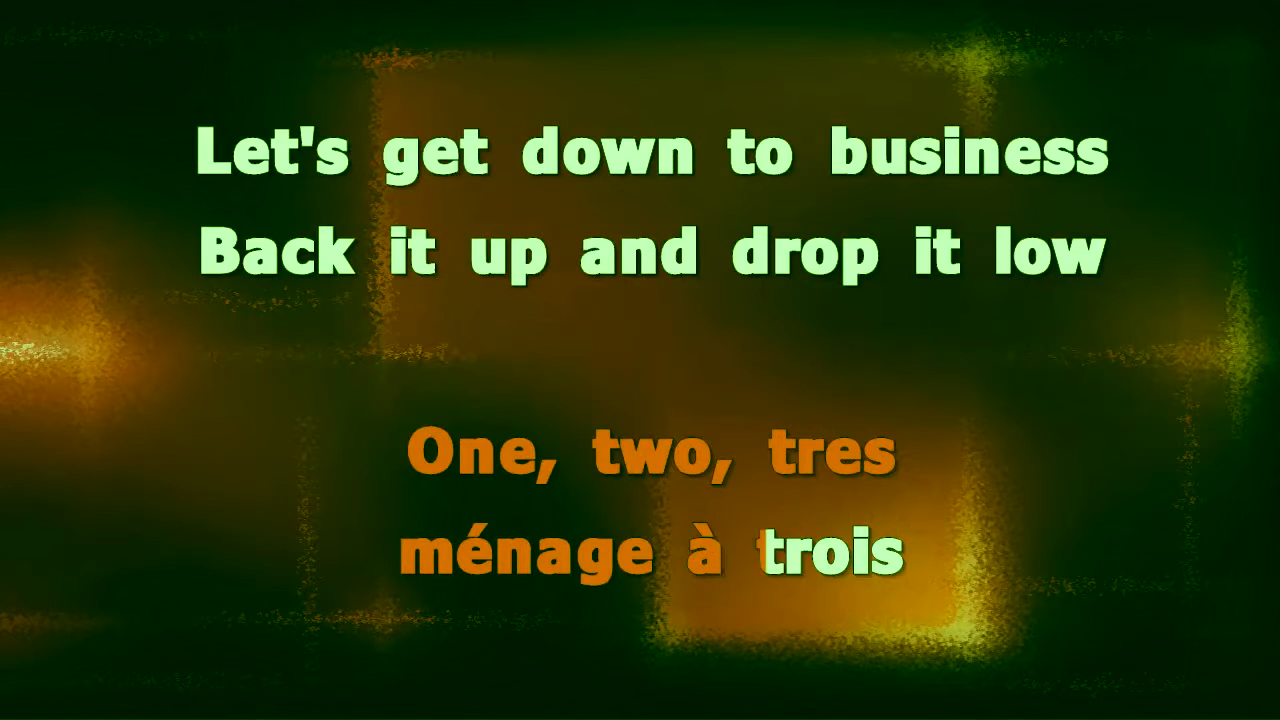 Let's get down to business
Back it up and drop it low
One, two, tres
ménage à trois